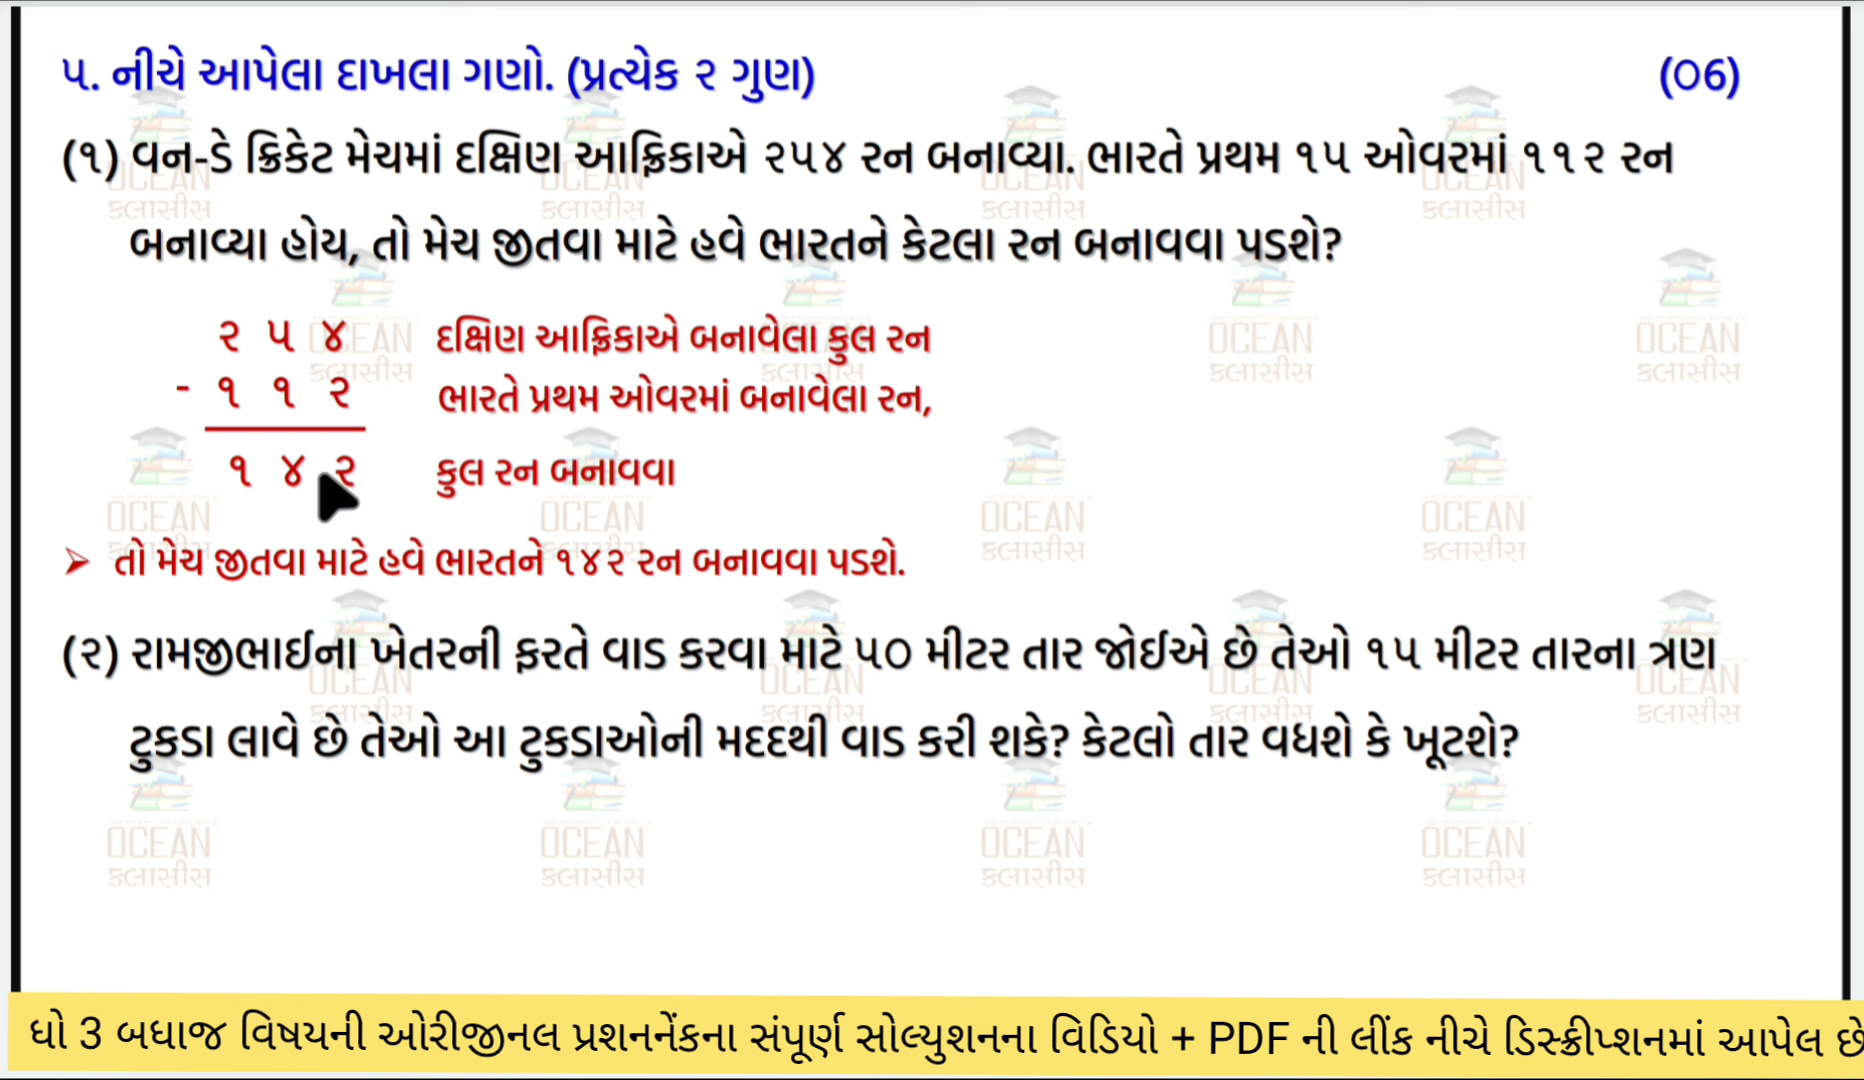 ૫. નીચે આપેલા દાખલા ગણો. (પ્રત્યેક ૨ ગુણ) (૦6)
(૧) વન-ડે ક્રિકેટ મેચમાં દક્ષિણ આફ્રિકાએ ૨૫૪ રન બનાવ્યા. ભારતે પ્રથમ ૧૫ ઓવરમાં ૧૧૨ રન
બનાવ્યા હોય, તો મેચ જીતવા માટે હવે ભારતને કેટલા રન બનાવવા પડશે?
૨ ૫ ૪ દક્ષિણ આફ્રિકાએ બનાવેલા કુલ રન
- ૧ ૧ ૨ ભારતે પ્રથમ ઓવરમાં બનાવેલા રન,
૧ ૪ ૨ કુલ રન બનાવવા
➢ તો મેચ જીતવા માટે હવે ભારતને ૧૪૨ રન બનાવવા પડશે.
(૨) રામજીભાઈના ખેતરની ફરતે વાડ કરવા માટે ૫૦ મીટર તાર જોઈએ છે તેઓ ૧૫ મીટર તારના ત્રણ
ટુકડા લાવે છે તેઓ આ ટુકડાઓની મદદથી વાડ કરી શકે? કેટલો તાર વધશે કે ખૂટશે?
OCEAN
કલાસીસ
ધો 3 બધાજ વિષયની ઓરીજીનલ પ્રશનનેંકના સંપૂર્ણ સોલ્યુશનના વિડિયો + PDF ની લીંક નીચે ડિસ્ક્રીપ્શનમાં આપેલ છે